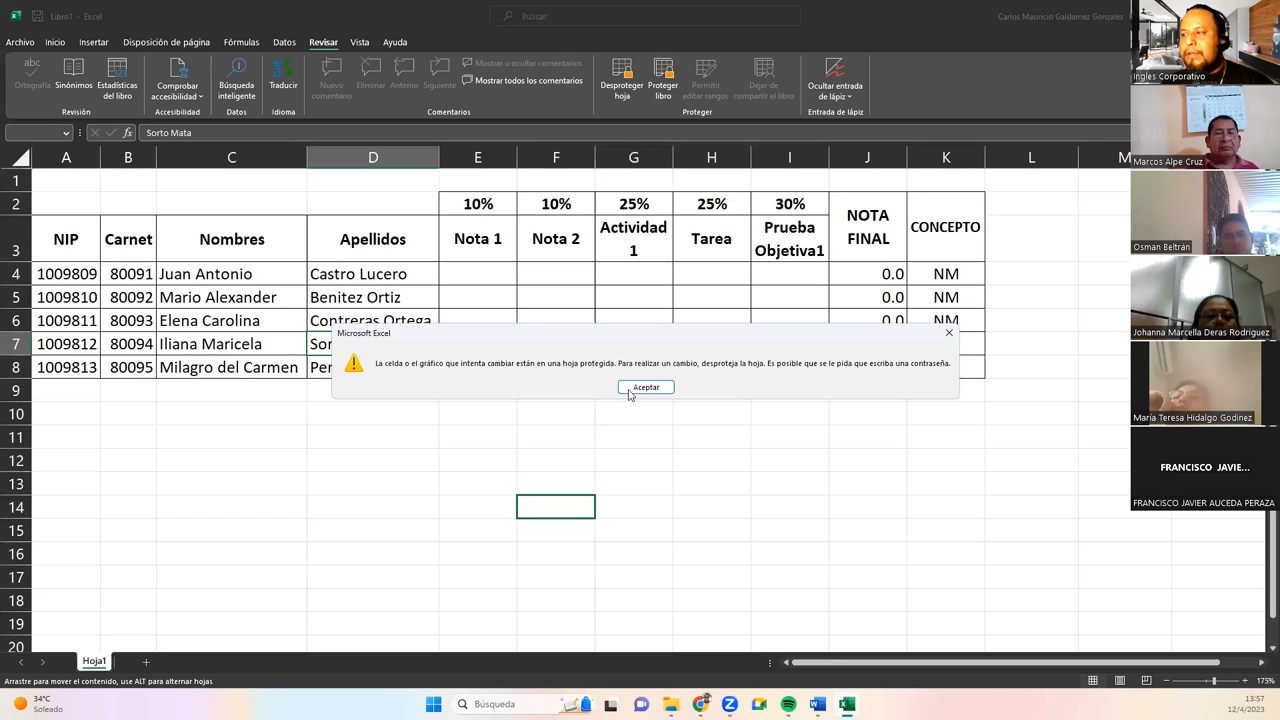 Libro1 - Excel
Buscar
Carlos Mauricio Galdamez Gonzalez
Archivo Inicio Insertar Disposición de página Fórmulas Datos Revisar Vista Ayuda
Ortografía Sinónimos Estadísticas del libro
Comprobar accesibilidad
Búsqueda inteligente
Traducir
Nuevo comentario Eliminar Anterior
Mostrar u ocultar comentario
Mostrar todos los comentarios
Desproteger hoja Proteger libro Permitir editar rangos Dejar de compartir el libro
Ocultar entrada de lápiz
Revisión Accesibilidad Datos Idioma Comentarios Proteger Entrada de lápiz
fx Sorto Mata
A B C D E F G H I J K L M
1
2 10% 10% 25% 25% 30% NOTA FINAL CONCEPTO
3 NIP Carnet Nombres Apellidos Nota 1 Nota 2 Actividad 1 Tarea Prueba Objetiva1
4 1009809 80091 Juan Antonio Castro Lucero 0.0 NM
5 1009810 80092 Mario Alexander Benitez Ortiz 0.0 NM
6 1009811 80093 Elena Carolina Contreras Ortega 0.0 NM
7 1009812 80094 Iliana Maricela
8 1009813 80095 Milagro del Carmen
9
10
11
12
13
14
15
16
17
18
19
20
Microsoft Excel
La celda o el gráfico que intenta cambiar están en una hoja protegida. Para realizar un cambio, desproteja la hoja. Es posible que se le pida que escriba una contraseña.
Aceptar
Hoja1
Arrastre para mover el contenido, use ALT para alternar hojas
175%
34°C
Soleado
Búsqueda
13:57
12/4/2023
Ingles Corporativo
Marcos Alpe Cruz
Osman Beltrán
Johanna Marcella Deras Rodriguez
María Teresa Hidalgo Godinez
FRANCISCO JAVIE...
FRANCISCO JAVIER AUCEDA PERAZA